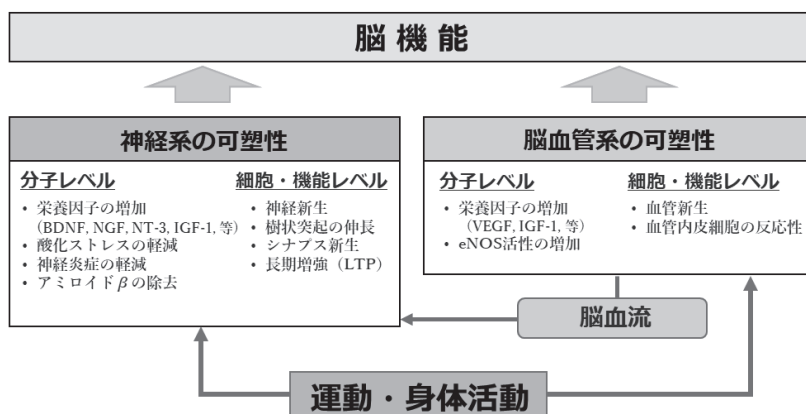 脳機能
神経系の可塑性
分子レベル
・ 栄養因子の増加
（BDNF, NGF, NT-3, IGF-1, 等）
・ 酸化ストレスの軽減
・ 神経炎症の軽減
・ アミロイドβの除去
細胞・機能レベル
・ 神経新生
・ 樹状突起の伸長
・ シナプス新生
・ 長期増強（LTP）
脳血管系の可塑性
分子レベル
・ 栄養因子の増加
（VEGF, IGF-1, 等）
・ eNOS活性の増加
細胞・機能レベル
・ 血管新生
・ 血管内皮細胞の反応性
脳血流
運動・身体活動